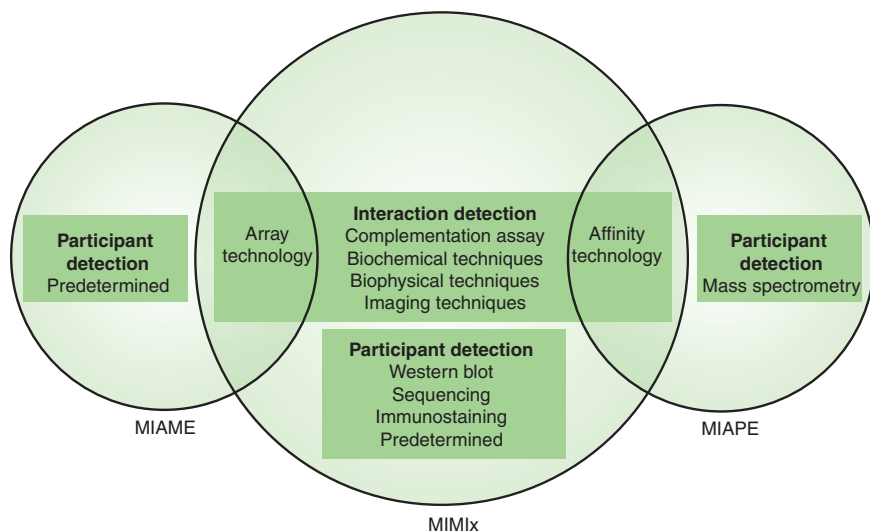 Participant
detection
Predetermined
Array
technology
Interaction detection
Complementation assay
Biochemical techniques
Biophysical techniques
Imaging techniques
Affinity
technology
Participant
detection
Mass spectrometry
Participant detection
Western blot
Sequencing
Immunostaining
Predetermined
MIAME
MIAPE
MIMIx